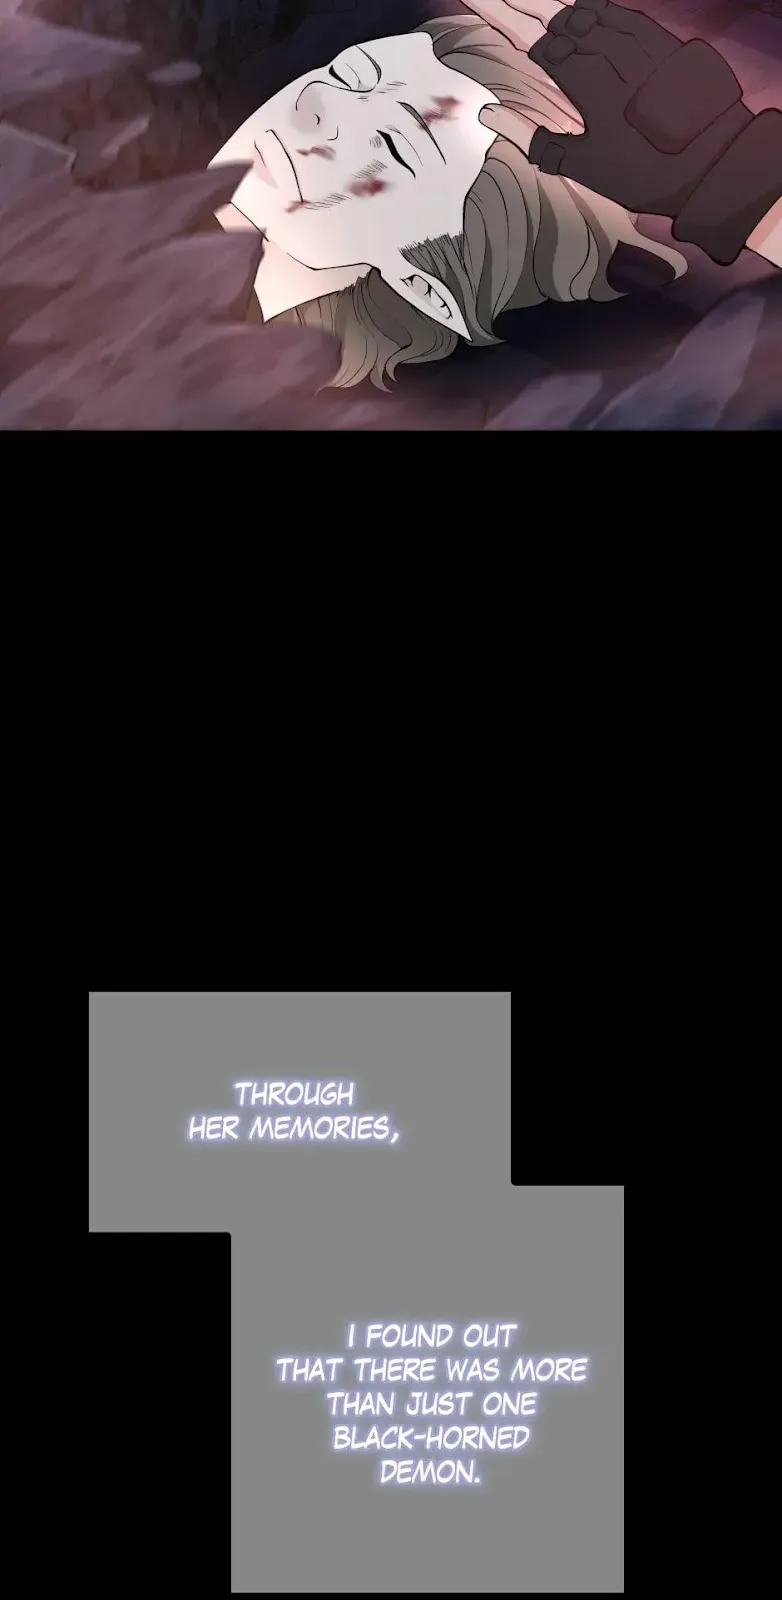 THROUGH
HER MEMORIES,
I FOUND OUT
THAT THERE WAS MORE
THAN JUST ONE
BLACK-HORNED
DEMON.